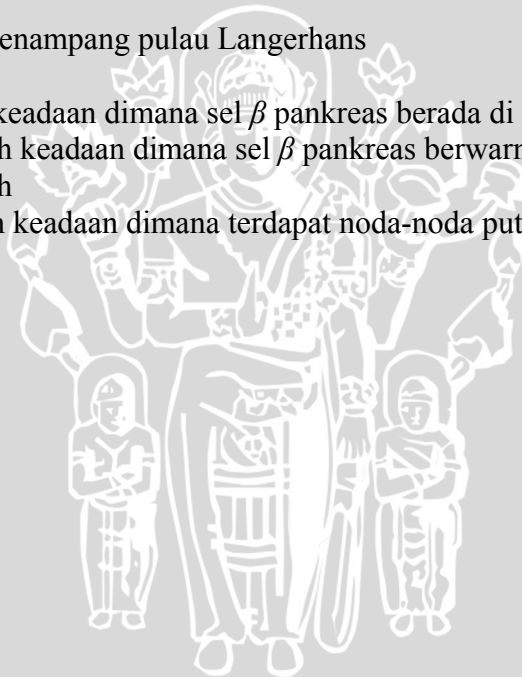 enampang pulau Langerhans
keadaan dimana sel β pankreas berada di
h keadaan dimana sel β pankreas berwarn
h
n keadaan dimana terdapat noda-noda put